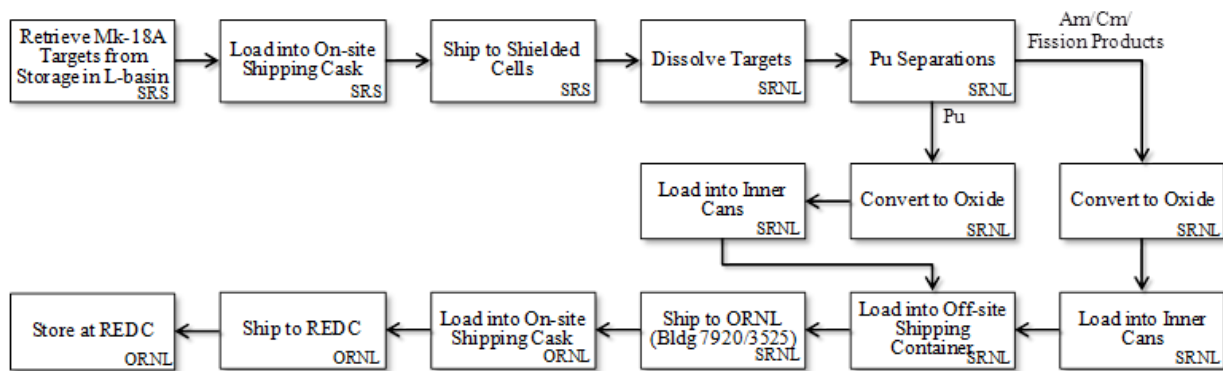 Retrieve Mk-18A
Targets from
Storage in L-basin
SRS
Load into On-site
Shipping Cask
SRS
Ship to Shielded
Cells
SRS
Dissolve Targets
SRNL
Pu Separations
SRNL
Am/Cm/
Fission Products
Pu
Load into Inner
Cans
SRNL
Convert to Oxide
SRNL
Convert to Oxide
SRNL
Store at REDC
ORNL
Ship to REDC
ORNL
Load into On-site
Shipping Cask
ORNL
Ship to ORNL
(Bldg 7920/3525)
SRNL
Load into Off-site
Shipping
Container
SRNL
Load into Inner
Cans
SRNL